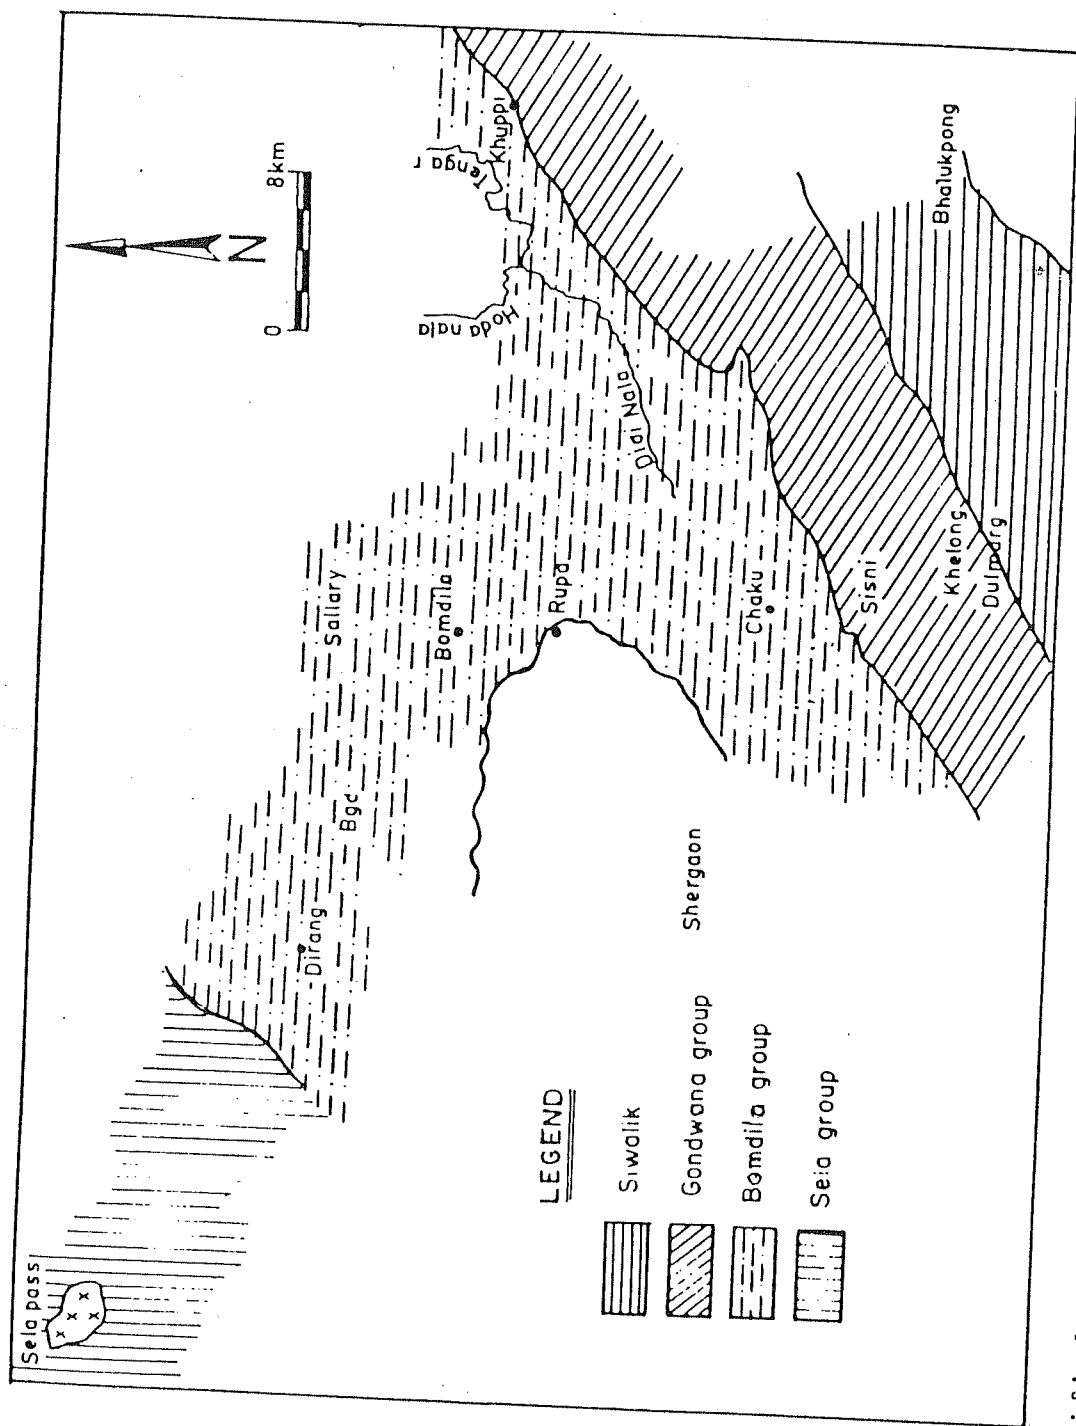 Sela pass
Dirang
Bgc
Sallary
Bomdila
Rupa
Chaku
Sisni
Khelong
Dulmarg
Didi Nala
Hoda nala
Tenga r
Khuppi
Bhalukpong
Shergaon
N
0 8km
LEGEND
Siwalik
Gondwana group
Bomdila group
Sela group